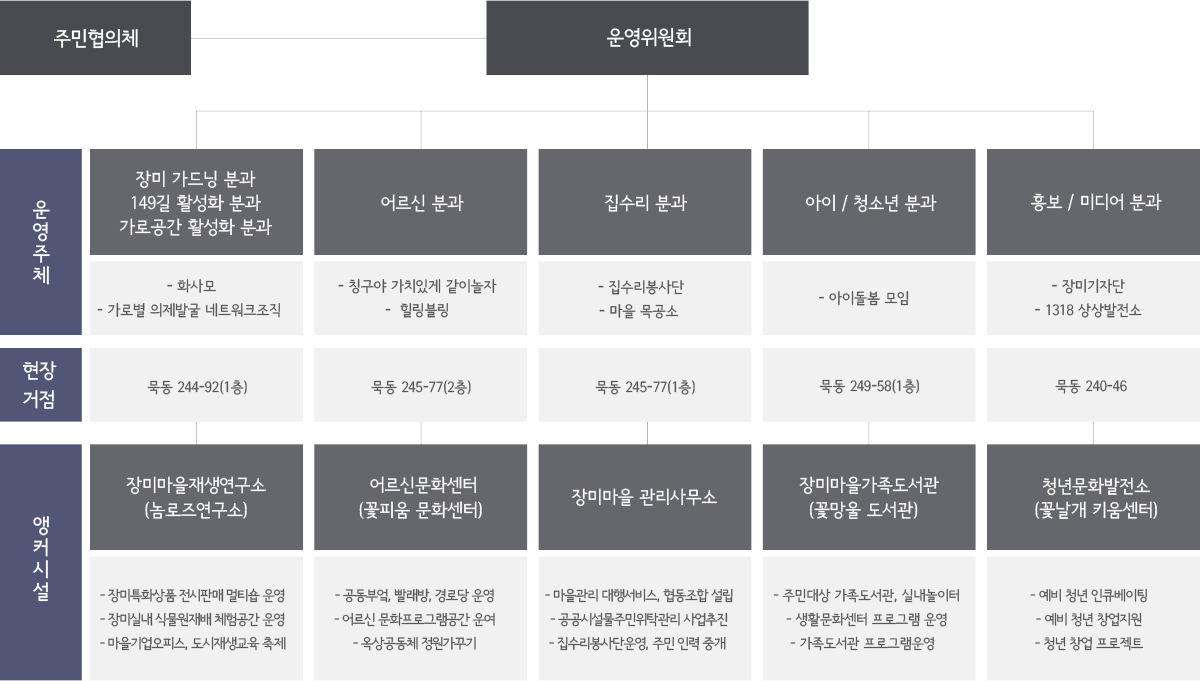 주민협의체
운영위원회
운영주체
장미 가드닝 분과
149길 활성화 분과
가로공간 활성화 분과
어르신 분과
집수리 분과
아이 / 청소년 분과
홍보 / 미디어 분과
- 화사모
- 가로별 의제발굴 네트워크조직
- 칭구야 가치있게 같이놀자
- 힐링블링
- 집수리봉사단
- 마을 목공소
- 아이돌봄 모임
- 장미기자단
- 1318 상상발전소
현장
거점
묵동 244-92(1층)
묵동 245-77(2층)
묵동 245-77(1층)
묵동 249-58(1층)
묵동 240-46
앵커시설
장미마을재생연구소
(놈로즈연구소)
어르신문화센터
(꽃피움 문화센터)
장미마을 관리사무소
장미마을가족도서관
(꽃망울 도서관)
청년문화발전소
(꽃날개 키움센터)
- 장미특화상품 전시판매 멀티숍 운영
- 장미실내 식물원재배 체험공간 운영
- 마을기업오피스, 도시재생교육 축제
- 공동부엌, 빨래방, 경로당 운영
- 어르신 문화프로그램공간 운여
- 옥상공동체 정원가꾸기
- 마을관리 대행서비스, 협동조합 설립
- 공공시설물주민위탁관리 사업추진
- 집수리봉사단운영, 주민 인력 중개
- 주민대상 가족도서관, 실내놀이터
- 생활문화센터 프로그램 운영
- 가족도서관 프로그램운영
- 예비 청년 인큐베이팅
- 예비 청년 창업지원
- 청년 창업 프로젝트